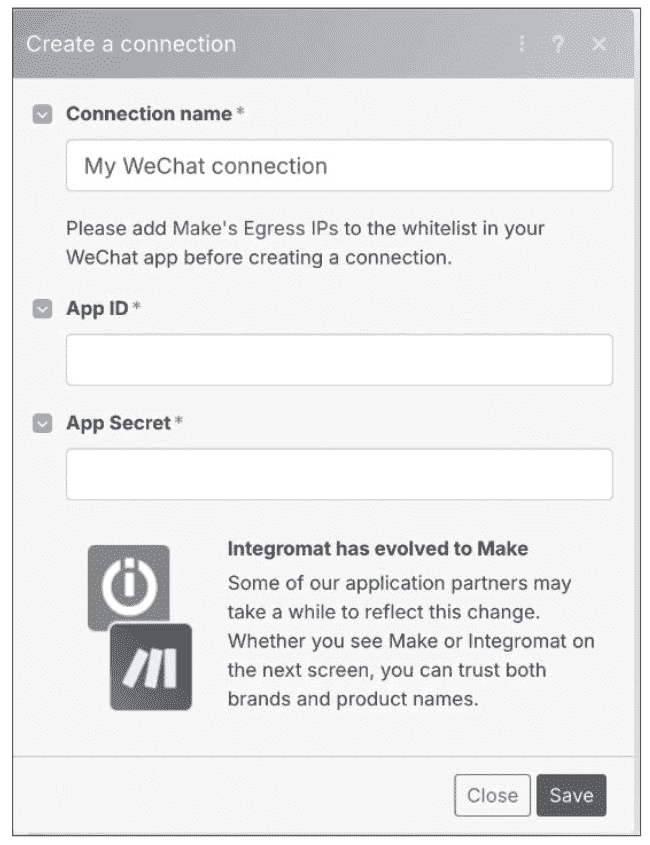 Create a connection
Connection name *
My WeChat connection
Please add Make's Egress IPs to the whitelist in your
WeChat app before creating a connection.
App ID *
App Secret *
Integromat has evolved to Make
Some of our application partners may
take a while to reflect this change.
Whether you see Make or Integromat on
the next screen, you can trust both
brands and product names.
Close Save